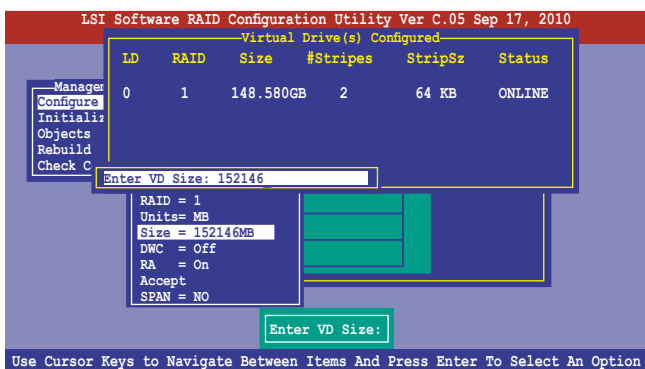 LSI Software RAID Configuration Utility Ver C.05 Sep 17, 2010
Virtual Drive(s) Configured
LD RAID Size #Stripes StripSz Status
0 1 148.580GB 2 64 KB ONLINE
Managem
Configure
Initializ
Objects
Rebuild
Check C
Enter VD Size: 152146_
RAID = 1
Units= MB
Size = 152146MB
DWC = Off
RA = On
Accept
SPAN = NO
Enter VD Size:
Use Cursor Keys to Navigate Between Items And Press Enter To Select An Option